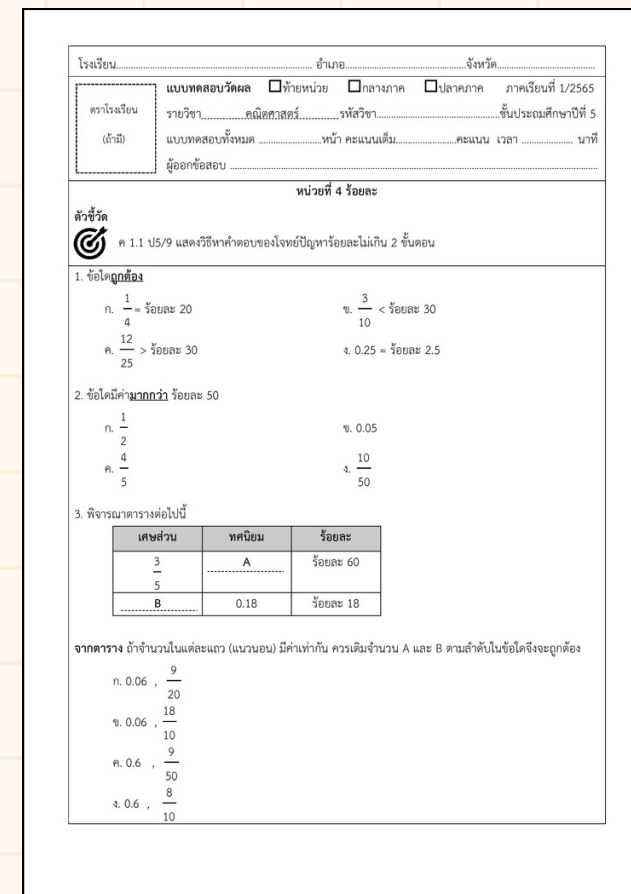 โรงเรียน.......................................................... อำเภอ........................................จังหวัด................................
แบบทดสอบวัดผล ☐ท้ายหน่วย ☐กลางภาค ☐ปลาคภาค ภาคเรียนที่ 1/2565
ตราโรงเรียน
(ถ้ามี)
รายวิชา............คณิตศาสตร์...........รหัสวิชา........................................ชั้นประถมศึกษาปีที่ 5
แบบทดสอบทั้งหมด .....................หน้า คะแนนเต็ม....................คะแนน เวลา ................. นาที
ผู้ออกข้อสอบ ..........................................................................................
หน่วยที่ 4 ร้อยละ
ตัวชี้วัด
ค 1.1 ป5/9 แสดงวิธีหาคำตอบของโจทย์ปัญหาร้อยละไม่เกิน 2 ขั้นตอน
1. ข้อใดถูกต้อง
ก. 1/4 = ร้อยละ 20 ข. 3/10 < ร้อยละ 30
ค. 12/25 > ร้อยละ 30 ง. 0.25 = ร้อยละ 2.5
2. ข้อใดมีค่ามากกว่า ร้อยละ 50
ก. 1/2 ข. 0.05
ค. 4/5 ง. 10/50
3. พิจารณาตารางต่อไปนี้
เศษส่วน ทศนิยม ร้อยละ
3/5 A ร้อยละ 60
B 0.18 ร้อยละ 18
จากตาราง ถ้าจำนวนในแต่ละแถว (แนวนอน) มีค่าเท่ากัน ควรเติมจำนวน A และ B ตามลำดับในข้อใดจึงจะถูกต้อง
ก. 0.06 , 9/20
ข. 0.06 , 18/10
ค. 0.6 , 9/50
ง. 0.6 , 8/10